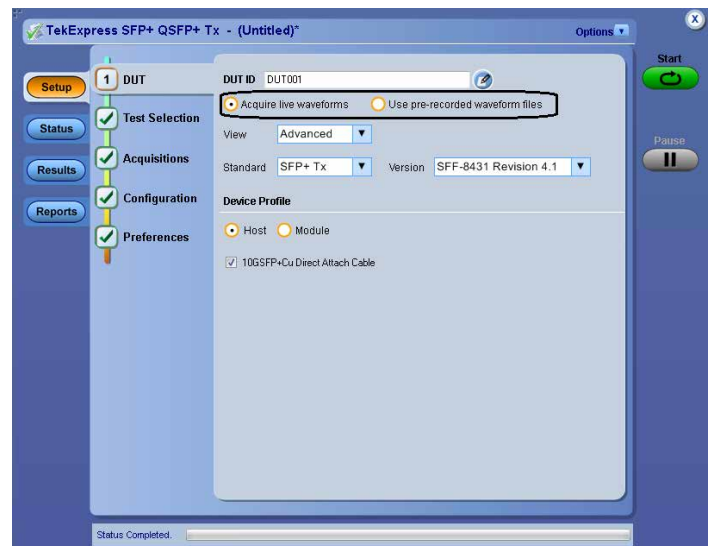 TekExpress SFP+ QSFP+ Tx - (Untitled)* Options
x
Start
Setup
Status
Results
Reports
1 DUT
Test Selection
Acquisitions
Configuration
Preferences
DUT ID DUT001
Acquire live waveforms Use pre-recorded waveform files
View Advanced
Standard SFP+ Tx Version SFF-8431 Revision 4.1
Device Profile
Host Module
10GSFP+Cu Direct Attach Cable
Pause
Status Completed.